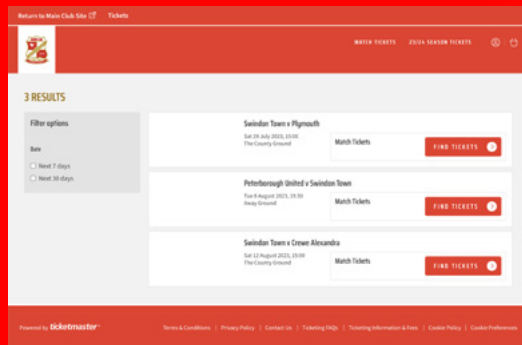 Return to Main Club Site
Tickets
MATCH TICKETS
23/24 SEASON TICKETS
3 RESULTS
Filter options
Date
Next 7 days
Next 30 days
Swindon Town v Plymouth
Sat 29 July 2023, 15:00
The County Ground
Match Tickets
FIND TICKETS
Peterborough United v Swindon Town
Tue 8 August 2023, 19:30
Away Ground
Match Tickets
FIND TICKETS
Swindon Town v Crewe Alexandra
Sat 12 August 2023, 15:00
The County Ground
Match Tickets
FIND TICKETS
Powered by ticketmaster
Terms & Conditions | Privacy Policy | Contact Us | Ticketing FAQs | Ticketing Information & Fees | Cookie Policy | Cookie Preferences